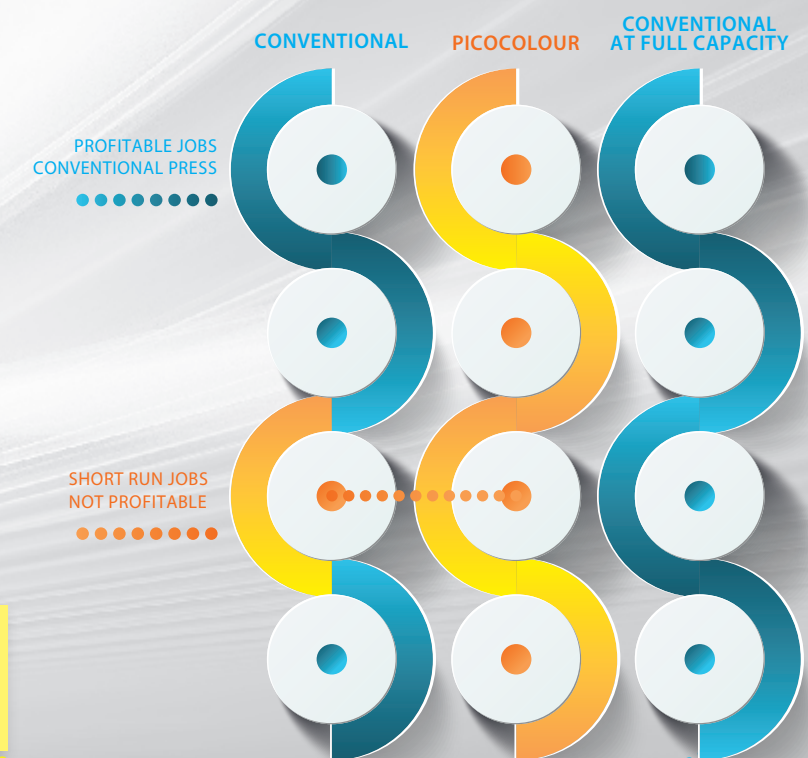 CONVENTIONAL
PICOCOLOUR
CONVENTIONAL
AT FULL CAPACITY
PROFITABLE JOBS
CONVENTIONAL PRESS
SHORT RUN JOBS
NOT PROFITABLE